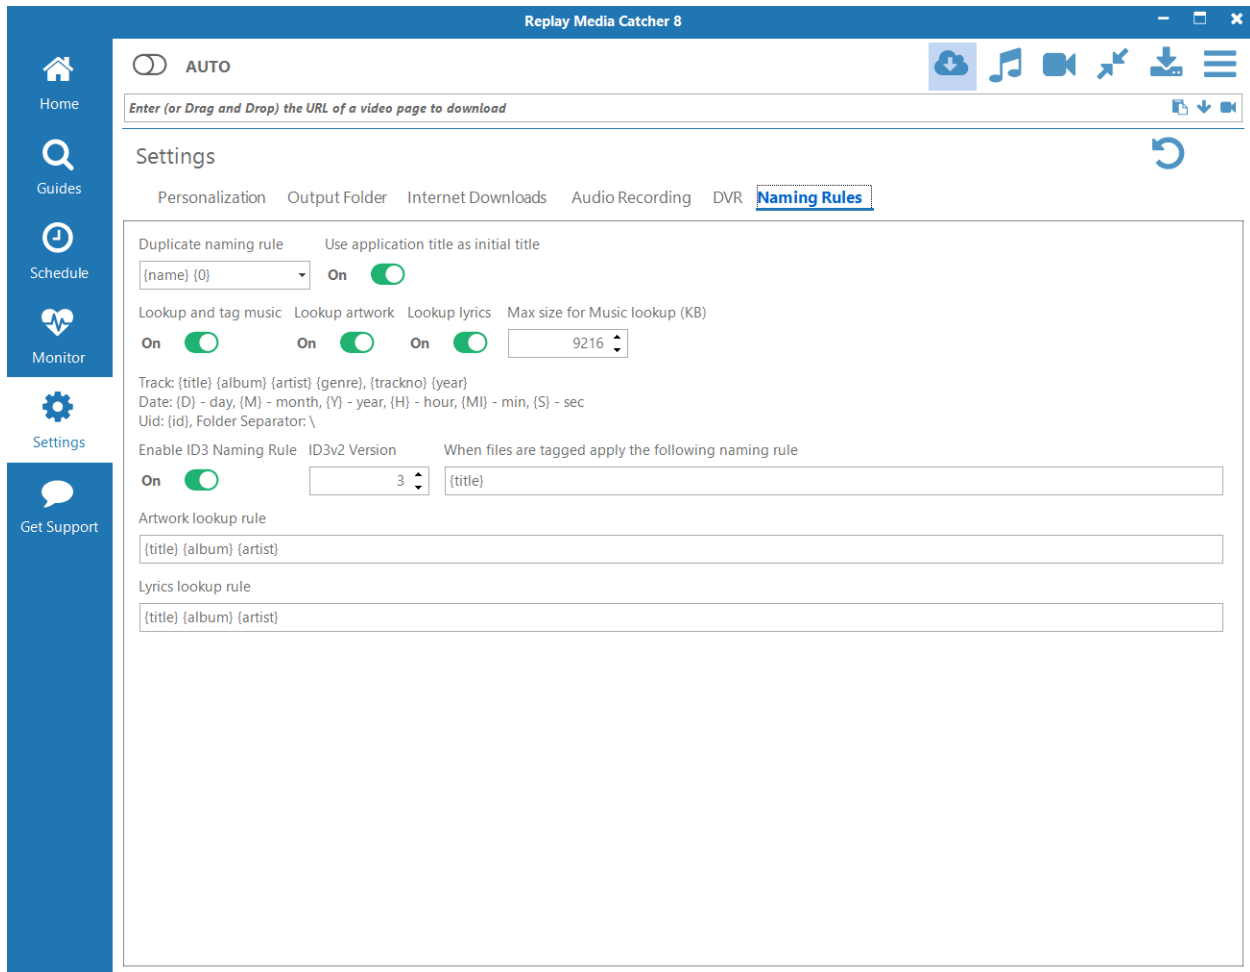 Replay Media Catcher 8
AUTO
Enter (or Drag and Drop) the URL of a video page to download
Home
Guides
Schedule
Monitor
Settings
Get Support
Settings
Personalization Output Folder Internet Downloads Audio Recording DVR Naming Rules
Duplicate naming rule Use application title as initial title
{name} {0} On
Lookup and tag music Lookup artwork Lookup lyrics Max size for Music lookup (KB)
On On On 9216
Track: {title} {album} {artist} {genre}, {trackno} {year}
Date: {D} - day, {M} - month, {Y} - year, {H} - hour, {MI} - min, {S} - sec
Uid: {id}, Folder Separator: \
Enable ID3 Naming Rule ID3v2 Version When files are tagged apply the following naming rule
On 3 {title}
Artwork lookup rule
{title} {album} {artist}
Lyrics lookup rule
{title} {album} {artist}